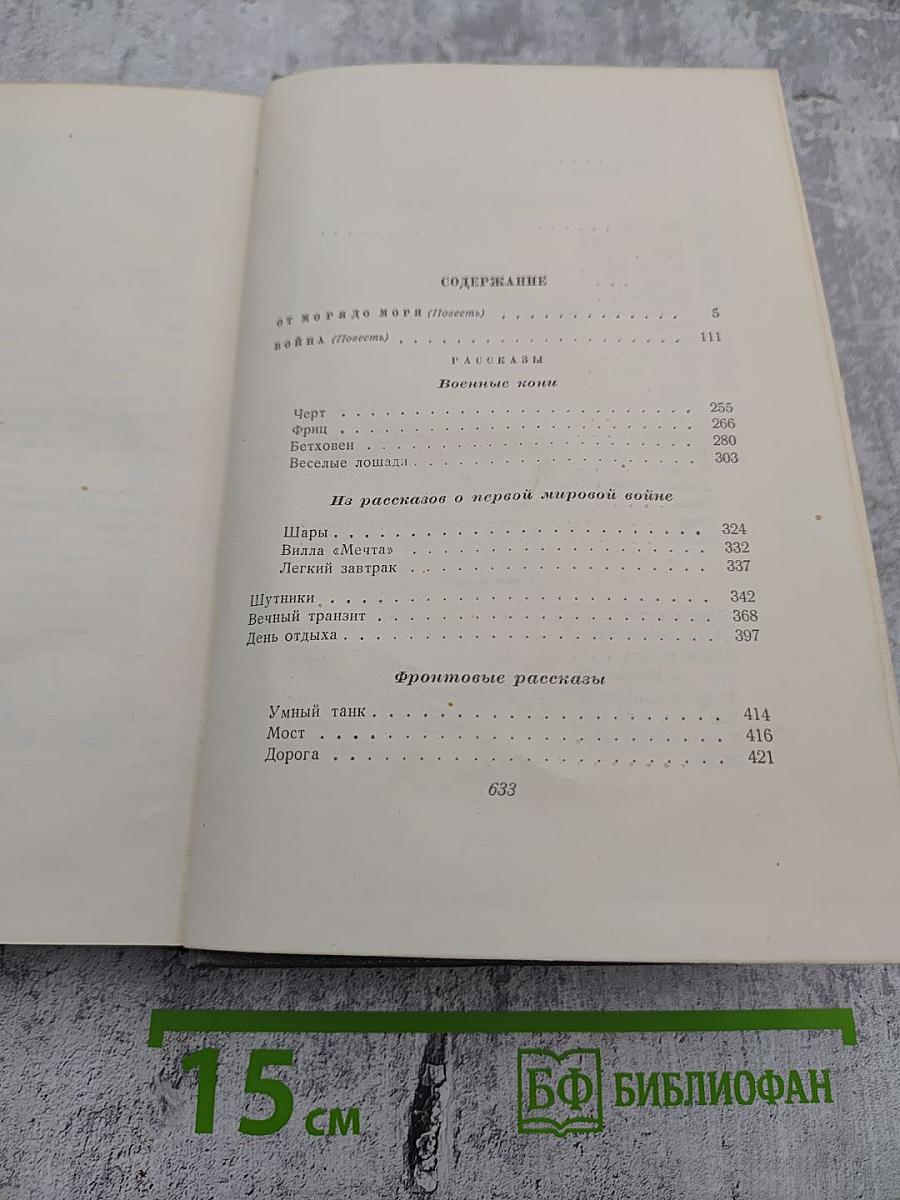 СОДЕРЖАНИЕ
ОТ МОРЯ ДО МОРЯ (Повесть) . . . . . . . . . . . . . 5
ВОЙНА (Повесть) . . . . . . . . . . . . . . . . . . . . 111
РАССКАЗЫ
Военные кони
Черт . . . . . . . . . . . . . . . . . . . . . . . . 255
Фриц . . . . . . . . . . . . . . . . . . . . . . . . 266
Бетховен . . . . . . . . . . . . . . . . . . . . . . 280
Веселые лошади . . . . . . . . . . . . . . . . . . . 303
Из рассказов о первой мировой войне
Шары . . . . . . . . . . . . . . . . . . . . . . . . 324
Вилла «Мечта» . . . . . . . . . . . . . . . . . . . 332
Легкий завтрак . . . . . . . . . . . . . . . . . . . 337
Шутники . . . . . . . . . . . . . . . . . . . . . . 342
Вечный транзит . . . . . . . . . . . . . . . . . . . 368
День отдыха . . . . . . . . . . . . . . . . . . . . 397
Фронтовые рассказы
Умный танк . . . . . . . . . . . . . . . . . . . . . 414
Мост . . . . . . . . . . . . . . . . . . . . . . . . 416
Дорога . . . . . . . . . . . . . . . . . . . . . . . 421
633
15 см
БФ БИБЛИОФАН